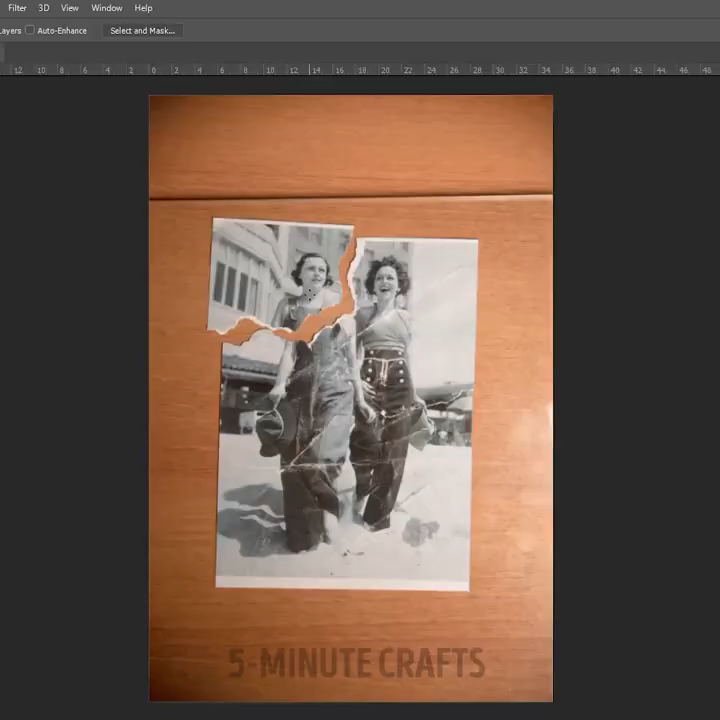 Filter 3D View Window Help
Layers Auto-Enhance Select and Mask...
12 10 8 6 4 2 0 2 4 6 8 10 12 14 16 18 20 22 24 26 28 30 32 34 36 38 40 42 44 46 48
5-MINUTE CRAFTS